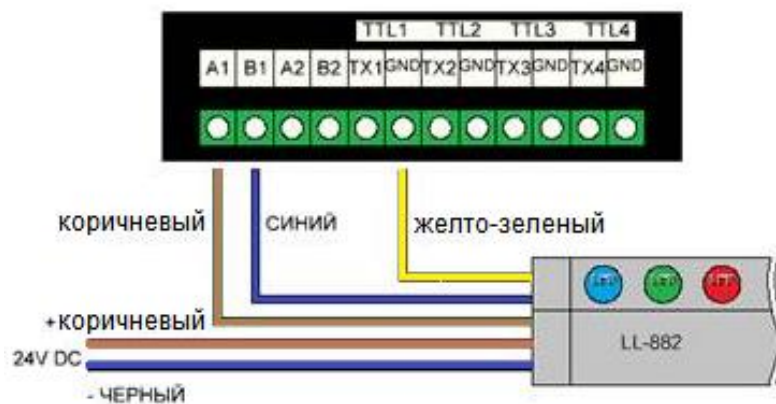 TTL1 TTL2 TTL3 TTL4
A1 B1 A2 B2 TX1 GND TX2 GND TX3 GND TX4 GND
коричневый СИНИЙ желто-зеленый
+коричневый
LL-882
24V DC
- ЧЕРНЫЙ